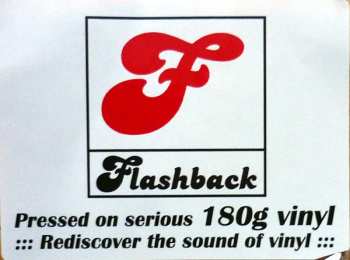 F
Flashback
Pressed on serious 180g vinyl
::: Rediscover the sound of vinyl :::